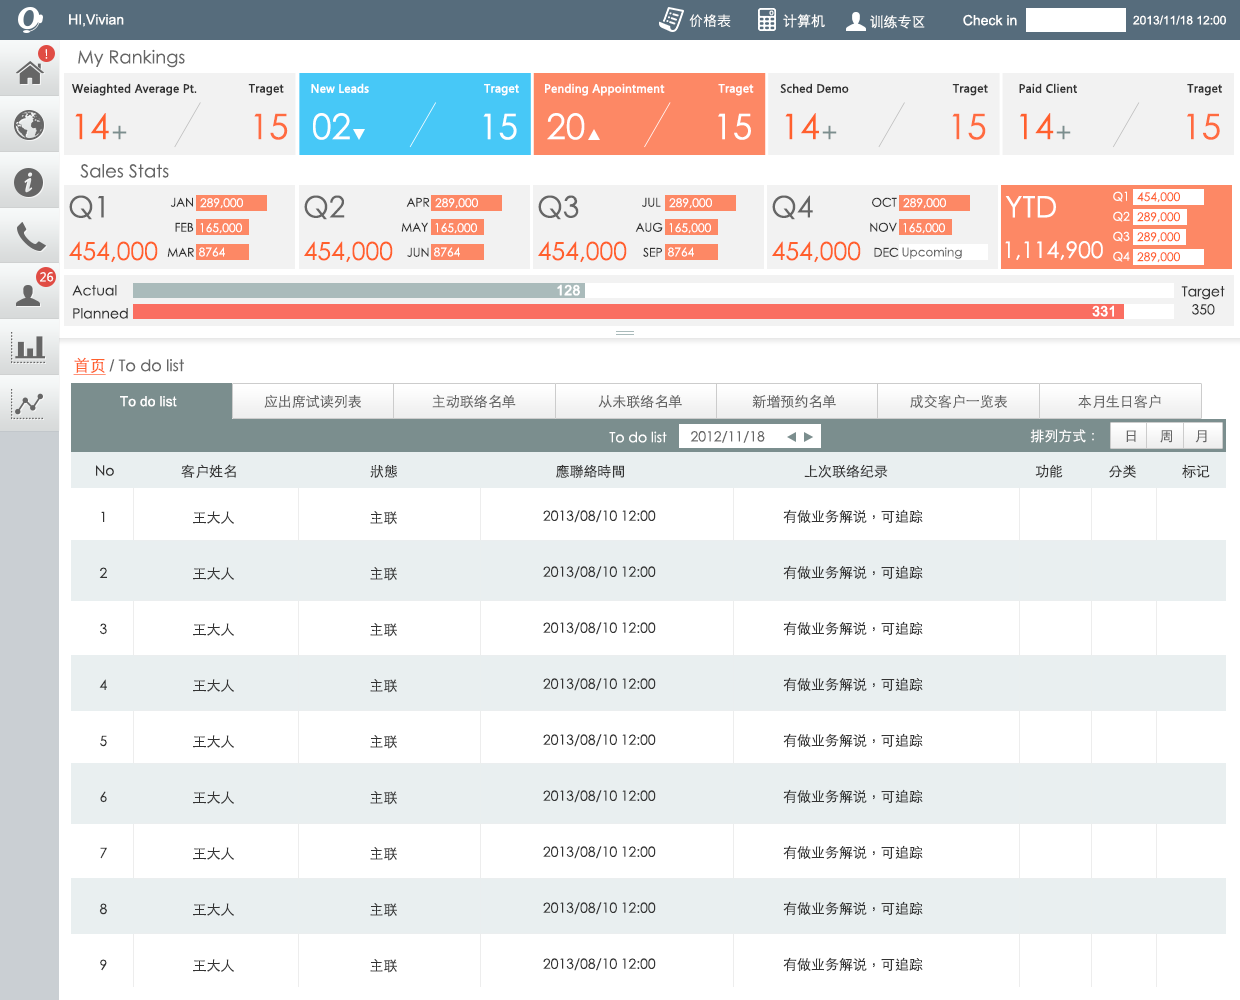 HI,Vivian 价格表 计算机 训练专区 Check in 2013/11/18 12:00
!
My Rankings
Weiaghted Average Pt. Traget New Leads Traget Pending Appointment Traget Sched Demo Traget Paid Client Traget
14+ 15 02▼ 15 20▲ 15 14+ 15 14+ 15
Sales Stats
Q1 454,000 JAN 289,000 FEB 165,000 MAR 8764
Q2 454,000 APR 289,000 MAY 165,000 JUN 8764
Q3 454,000 JUL 289,000 AUG 165,000 SEP 8764
Q4 454,000 OCT 289,000 NOV 165,000 DEC Upcoming
YTD 1,114,900 Q1 454,000 Q2 289,000 Q3 289,000 Q4 289,000
26
Actual 128 Target
Planned 331 350
首页 / To do list
To do list 应出席试读列表 主动联络名单 从未联络名单 新增预约名单 成交客户一览表 本月生日客户
To do list 2012/11/18 ◀ ▶ 排列方式： 日 周 月
No 客户姓名 狀態 應聯絡時間 上次联络纪录 功能 分类 标记
1 王大人 主联 2013/08/10 12:00 有做业务解说，可追踪
2 王大人 主联 2013/08/10 12:00 有做业务解说，可追踪
3 王大人 主联 2013/08/10 12:00 有做业务解说，可追踪
4 王大人 主联 2013/08/10 12:00 有做业务解说，可追踪
5 王大人 主联 2013/08/10 12:00 有做业务解说，可追踪
6 王大人 主联 2013/08/10 12:00 有做业务解说，可追踪
7 王大人 主联 2013/08/10 12:00 有做业务解说，可追踪
8 王大人 主联 2013/08/10 12:00 有做业务解说，可追踪
9 王大人 主联 2013/08/10 12:00 有做业务解说，可追踪